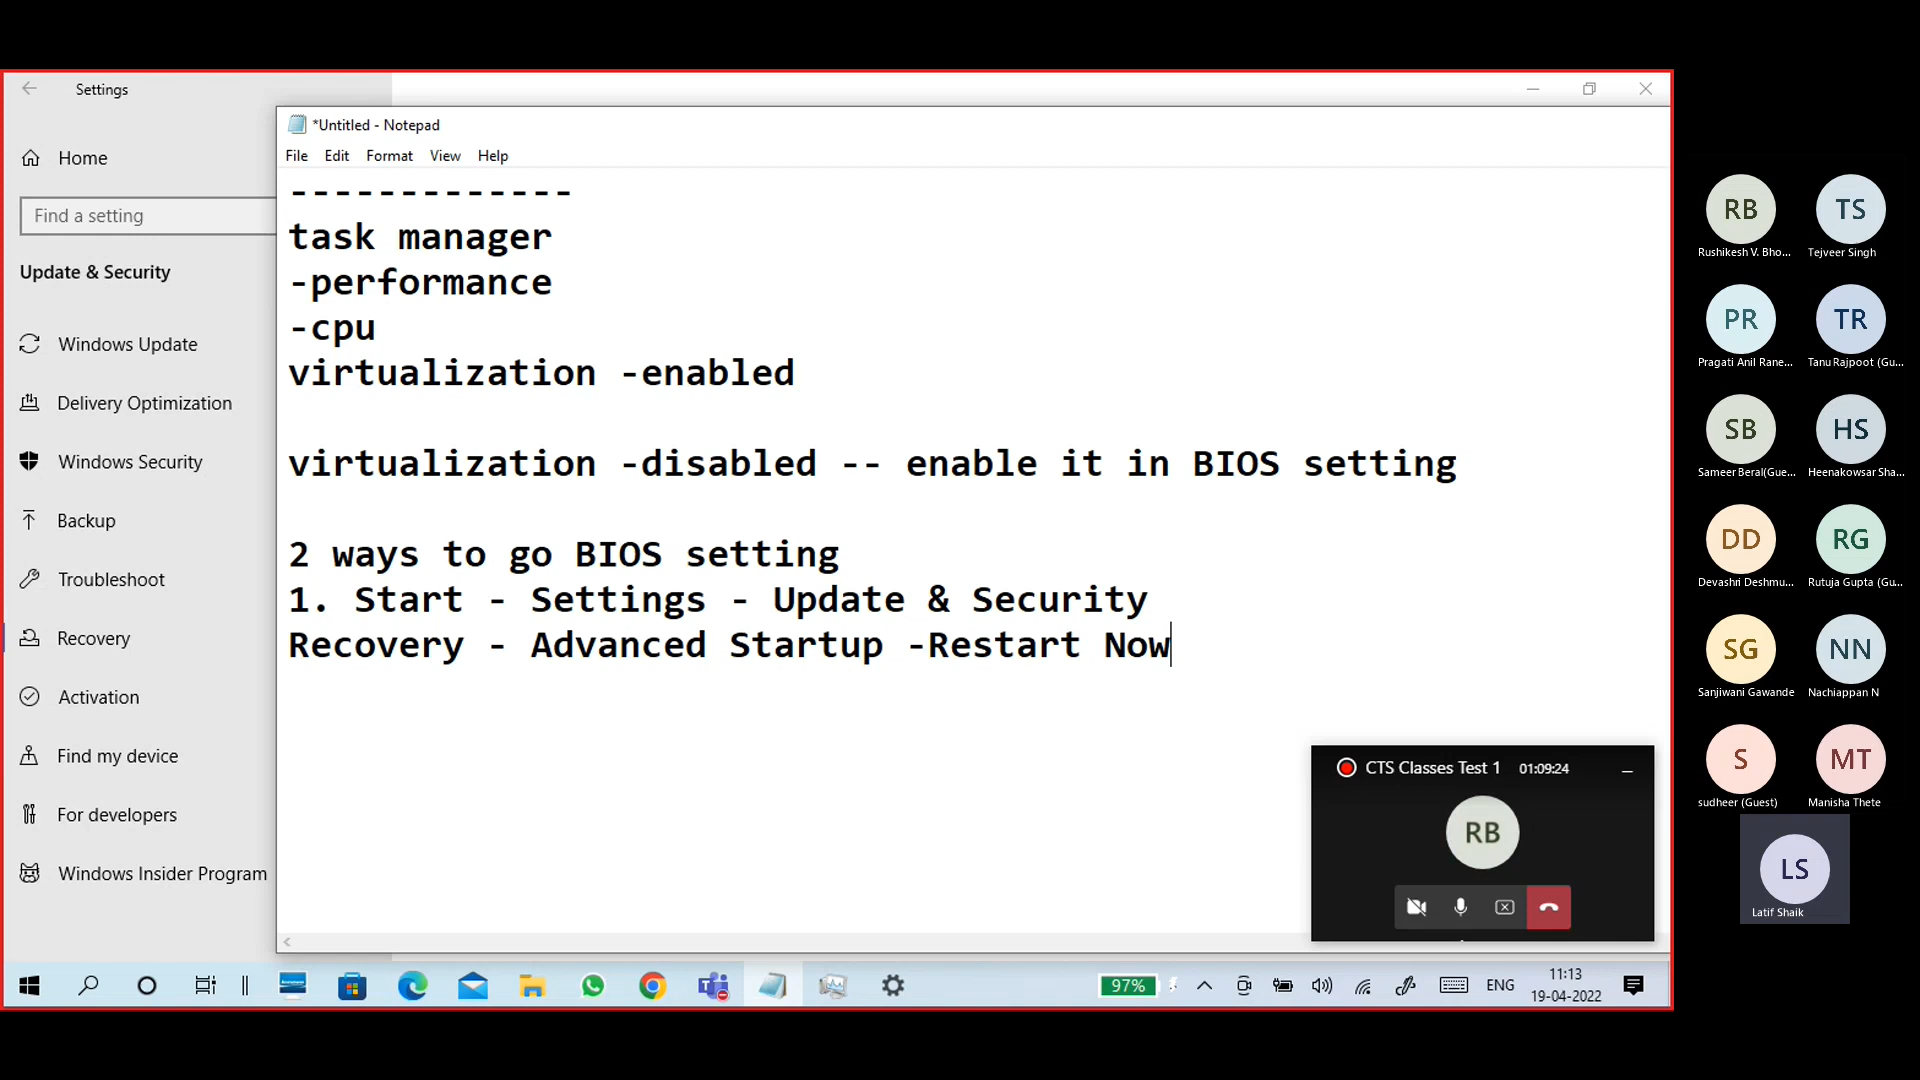 Settings
Home
Find a setting
Update & Security
Windows Update
Delivery Optimization
Windows Security
Backup
Troubleshoot
Recovery
Activation
Find my device
For developers
Windows Insider Program
*Untitled - Notepad
File Edit Format View Help
-------------
task manager
-performance
-cpu
virtualization -enabled
virtualization -disabled -- enable it in BIOS setting
2 ways to go BIOS setting
1. Start - Settings - Update & Security
Recovery - Advanced Startup -Restart Now
CTS Classes Test 1 01:09:24
RB
97%
ENG
11:13
19-04-2022
RB TS
Rushikesh V. Bho... Tejveer Singh
PR TR
Pragati Anil Rane... Tanu Rajpoot (Gu...
SB HS
Sameer Beral(Gue... Heenakowsar Sha...
DD RG
Devashri Deshmu... Rutuja Gupta (Gu...
SG NN
Sanjiwani Gawande Nachiappan N
S MT
sudheer (Guest) Manisha Thete
LS
Latif Shaik